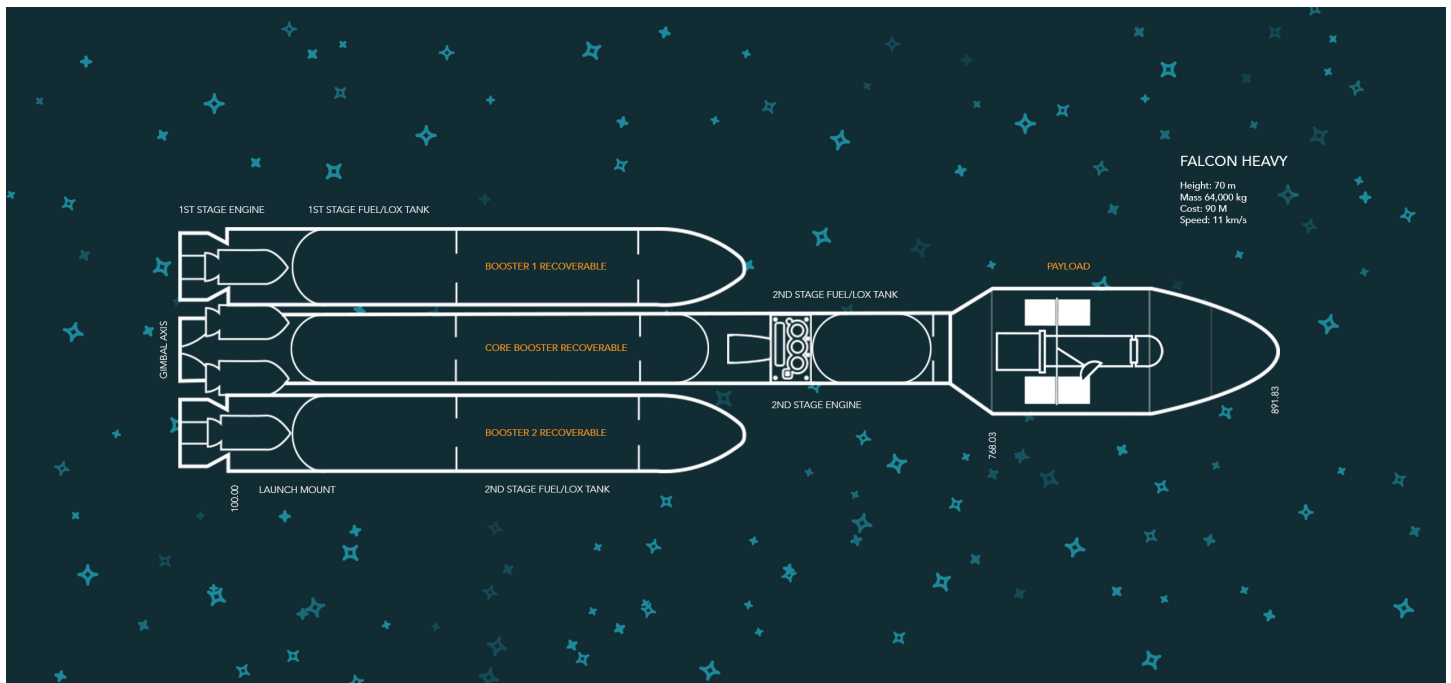 FALCON HEAVY
Height: 70 m
Mass 64,000 kg
Cost: 90 M
Speed: 11 km/s
1ST STAGE ENGINE
1ST STAGE FUEL/LOX TANK
BOOSTER 1 RECOVERABLE
PAYLOAD
2ND STAGE FUEL/LOX TANK
GIMBAL AXIS
CORE BOOSTER RECOVERABLE
2ND STAGE ENGINE
891.83
BOOSTER 2 RECOVERABLE
768.03
100.00
LAUNCH MOUNT
2ND STAGE FUEL/LOX TANK